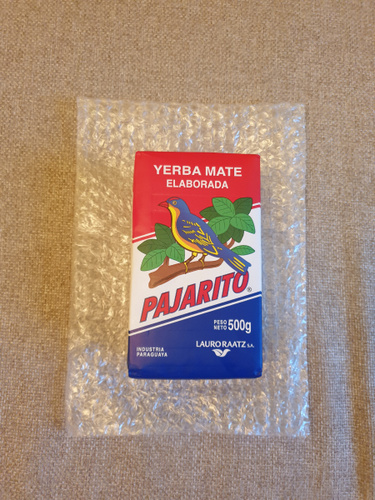 YERBA MATE
ELABORADA
PAJARITO®
PESO
NETO 500g
INDUSTRIA
PARAGUAYA
LAURO RAATZ S.A.